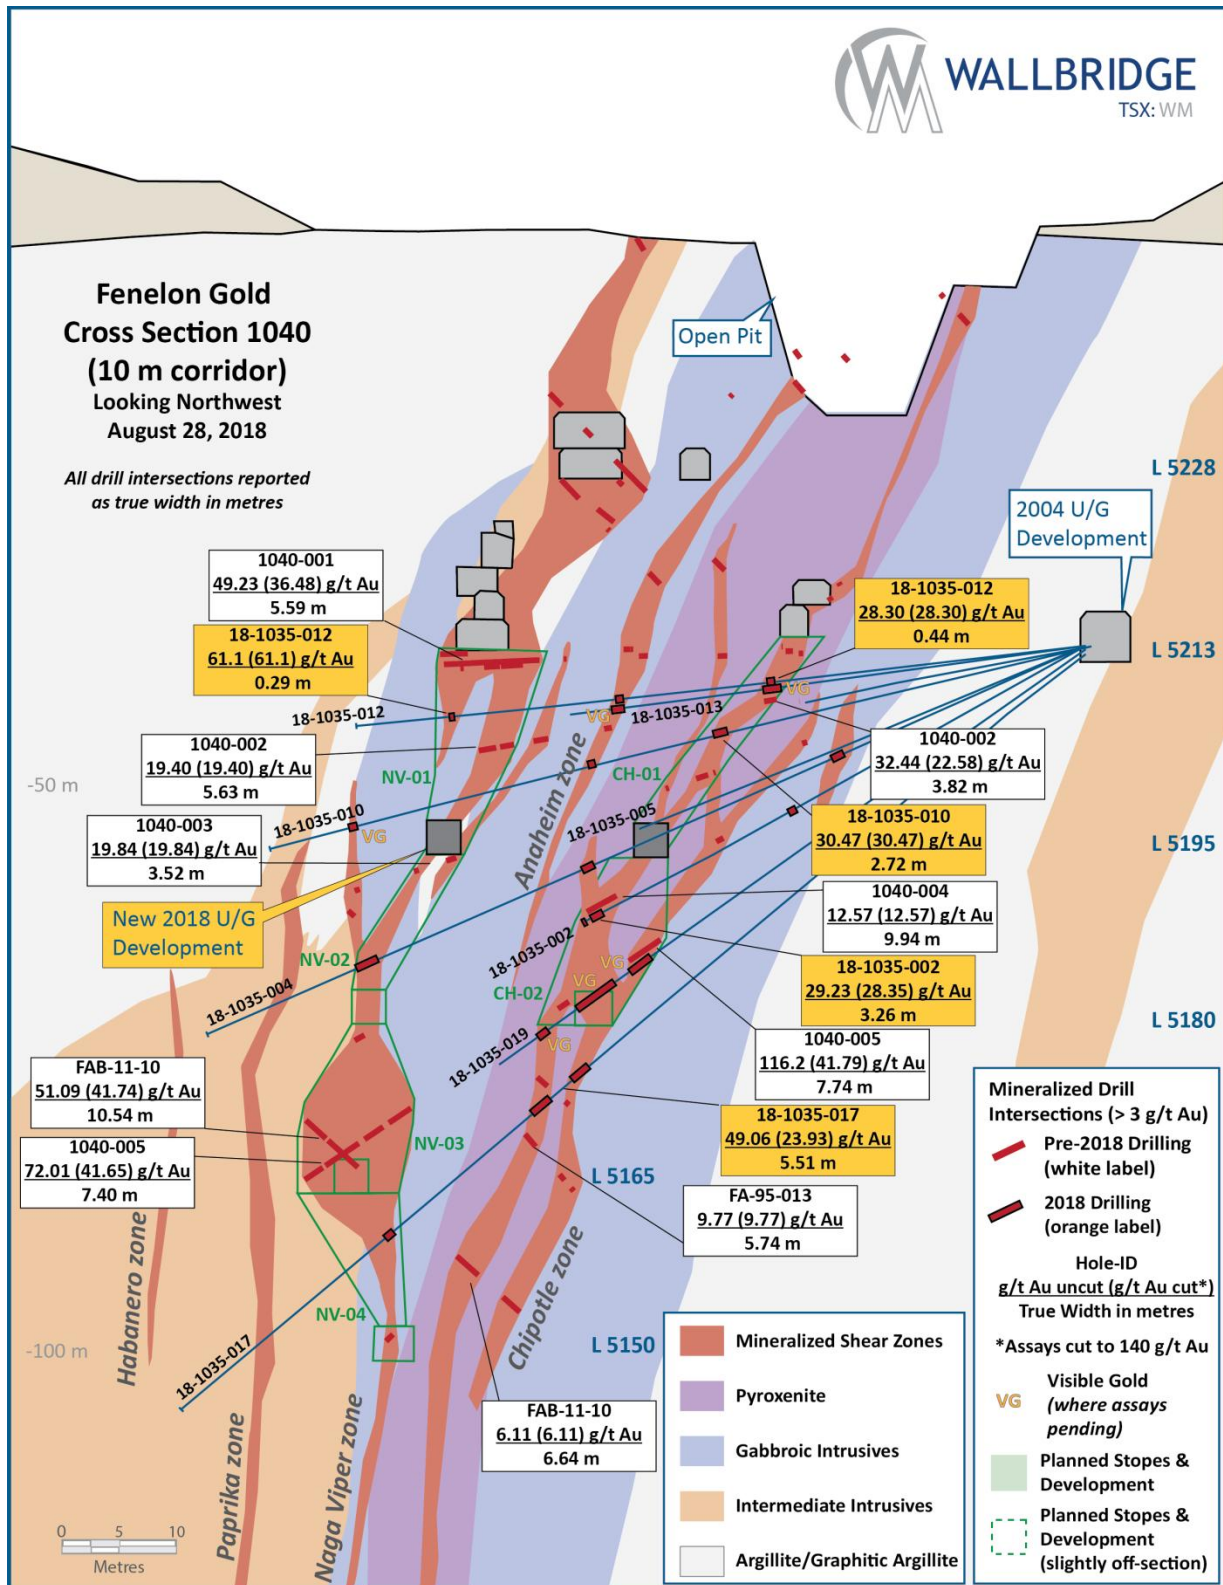 WALLBRIDGE
TSX: WM
Fenelon Gold
Cross Section 1040
(10 m corridor)
Looking Northwest
August 28, 2018
All drill intersections reported
as true width in metres
Open Pit
L 5228
2004 U/G
Development
1040-001
49.23 (36.48) g/t Au
5.59 m
18-1035-012
61.1 (61.1) g/t Au
0.29 m
18-1035-012
28.30 (28.30) g/t Au
0.44 m
L 5213
18-1035-012
VG
VG
18-1035-013
1040-002
19.40 (19.40) g/t Au
5.63 m
NV-01
CH-01
1040-002
32.44 (22.58) g/t Au
3.82 m
-50 m
Anaheim zone
18-1035-010
VG
18-1035-005
1040-003
19.84 (19.84) g/t Au
3.52 m
18-1035-010
30.47 (30.47) g/t Au
2.72 m
L 5195
New 2018 U/G
Development
1040-004
12.57 (12.57) g/t Au
9.94 m
NV-02
18-1035-002
18-1035-004
VG
VG
CH-02
18-1035-002
29.23 (28.35) g/t Au
3.26 m
L 5180
18-1035-019
VG
1040-005
116.2 (41.79) g/t Au
7.74 m
FAB-11-10
51.09 (41.74) g/t Au
10.54 m
18-1035-017
49.06 (23.93) g/t Au
5.51 m
1040-005
72.01 (41.65) g/t Au
7.40 m
NV-03
L 5165
FA-95-013
9.77 (9.77) g/t Au
5.74 m
Habanero zone
Chipotle zone
NV-04
-100 m
L 5150
18-1035-017
FAB-11-10
6.11 (6.11) g/t Au
6.64 m
Paprika zone
Naga Viper zone
0 5 10
Metres
Mineralized Shear Zones
Pyroxenite
Gabbroic Intrusives
Intermediate Intrusives
Argillite/Graphitic Argillite
Mineralized Drill
Intersections (> 3 g/t Au)
Pre-2018 Drilling
(white label)
2018 Drilling
(orange label)
Hole-ID
g/t Au uncut (g/t Au cut*)
True Width in metres
*Assays cut to 140 g/t Au
VG
Visible Gold
(where assays
pending)
Planned Stopes &
Development
Planned Stopes &
Development
(slightly off-section)